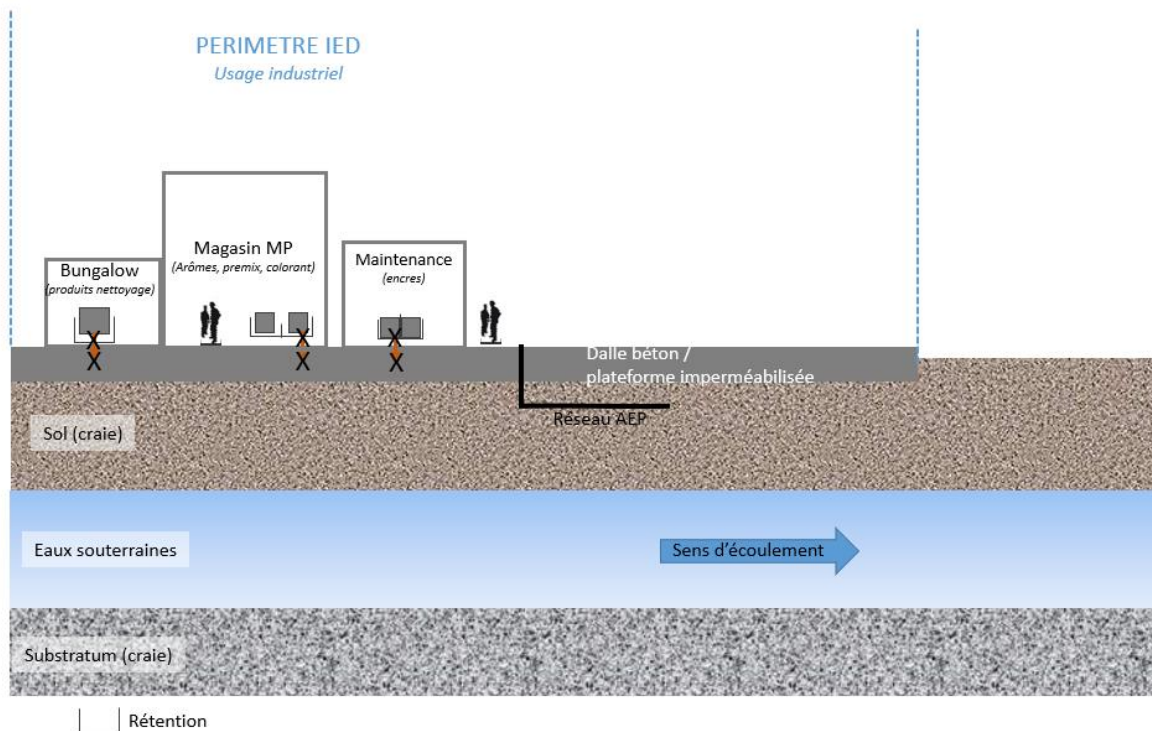 PERIMETRE IED
Usage industriel
Magasin MP
(Arômes, premix, colorant)
Maintenance
(encres)
Bungalow
(produits nettoyage)
X
X
X
X
X
X
Dalle béton /
plateforme imperméabilisée
Réseau AEP
Sol (craie)
Eaux souterraines
Sens d’écoulement
Substratum (craie)
Rétention